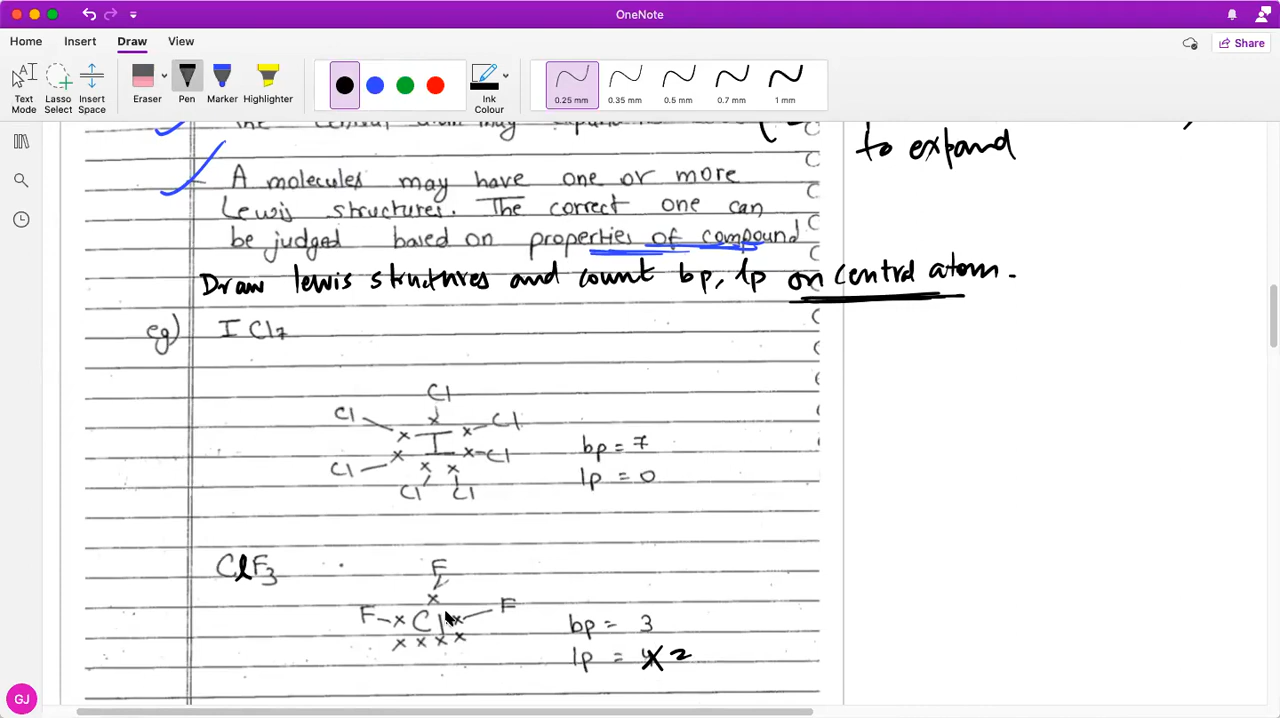 OneNote
Home Insert Draw View
Share
Text Mode
Lasso Select
Insert Space
Eraser
Pen
Marker
Highlighter
Ink Colour
0.25 mm
0.35 mm
0.5 mm
0.7 mm
1 mm
atom may expand
to expand
A molecules may have one or more
Lewis structures. The correct one can
be judged based on properties of compound
Draw lewis structures and count bp, lp on central atom.
eg) ICl7
Cl
Cl Cl
I
Cl Cl
Cl Cl
bp = 7
lp = 0
ClF3
F
F Cl F
bp = 3
lp = 2
GJ